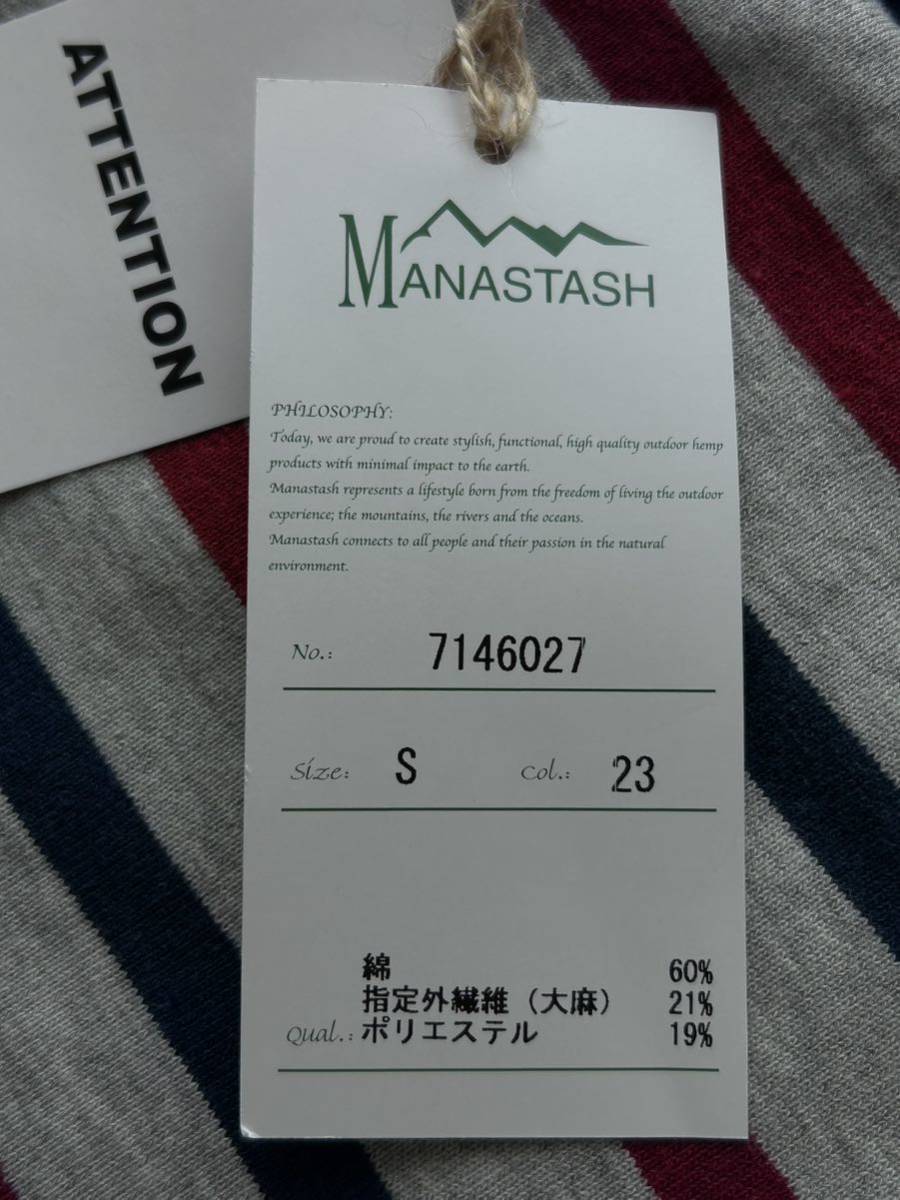 ATTENTION
MANASTASH
PHILOSOPHY:
Today, we are proud to create stylish, functional, high quality outdoor hemp
products with minimal impact to the earth.
Manastash represents a lifestyle born from the freedom of living the outdoor
experience; the mountains, the rivers and the oceans.
Manastash connects to all people and their passion in the natural
environment.
No.: 7146027
Size: S Col.: 23
綿 60%
指定外繊維（大麻） 21%
Qual.: ポリエステル 19%